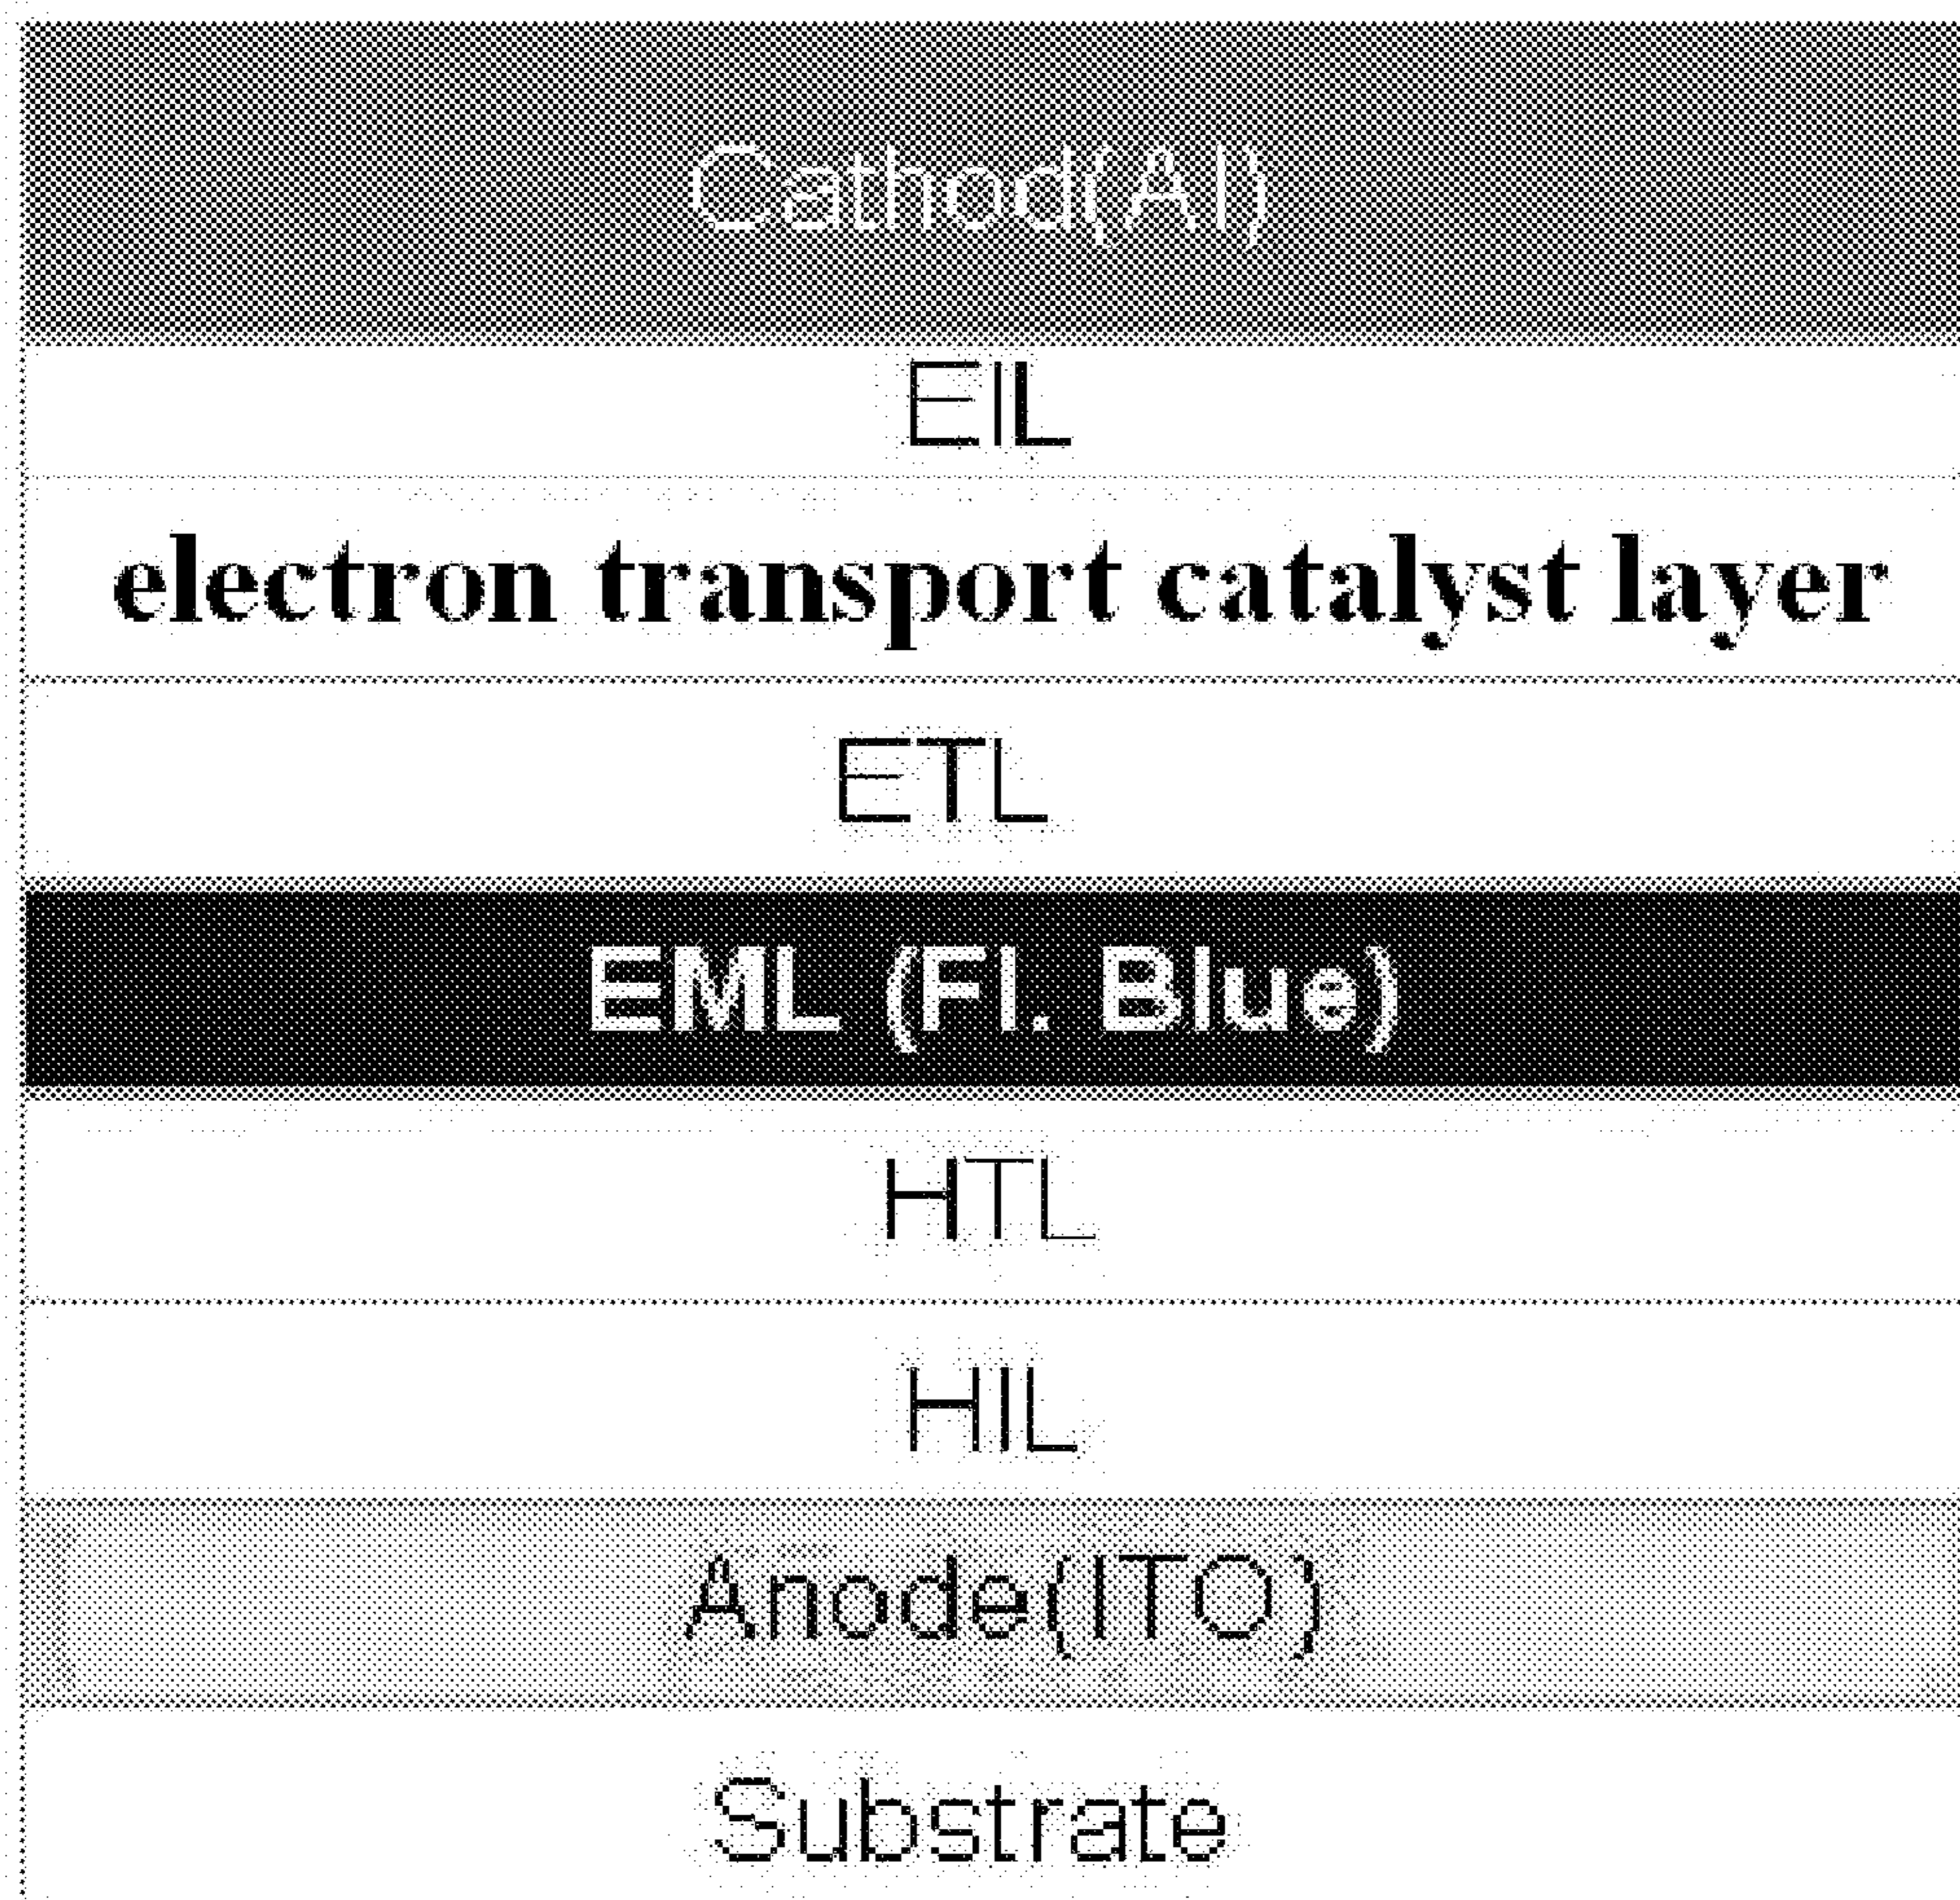 Cathod(Al)
EIL
electron transport catalyst layer
ETL
EML (Fl. Blue)
HTL
HIL
Anode(ITO)
Substrate